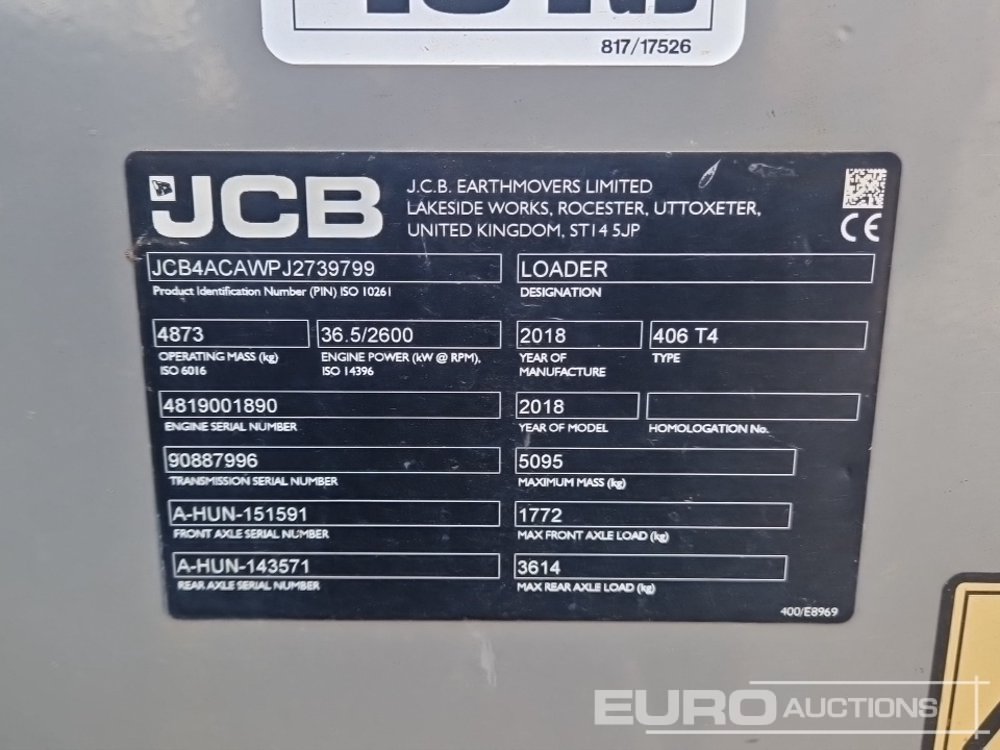 817/17526
JCB
J.C.B. EARTHMOVERS LIMITED
LAKESIDE WORKS, ROCESTER, UTTOXETER,
UNITED KINGDOM, ST14 5JP
CE
JCB4ACAWPJ2739799
Product Identification Number (PIN) ISO 10261
LOADER
DESIGNATION
4873
OPERATING MASS (kg)
ISO 6016
36.5/2600
ENGINE POWER (kW @ RPM),
ISO 14396
2018
YEAR OF
MANUFACTURE
406 T4
TYPE
4819001890
ENGINE SERIAL NUMBER
2018
YEAR OF MODEL
HOMOLOGATION No.
90887996
TRANSMISSION SERIAL NUMBER
5095
MAXIMUM MASS (kg)
A-HUN-151591
FRONT AXLE SERIAL NUMBER
1772
MAX FRONT AXLE LOAD (kg)
A-HUN-143571
REAR AXLE SERIAL NUMBER
3614
MAX REAR AXLE LOAD (kg)
400/E8969
EURO AUCTIONS